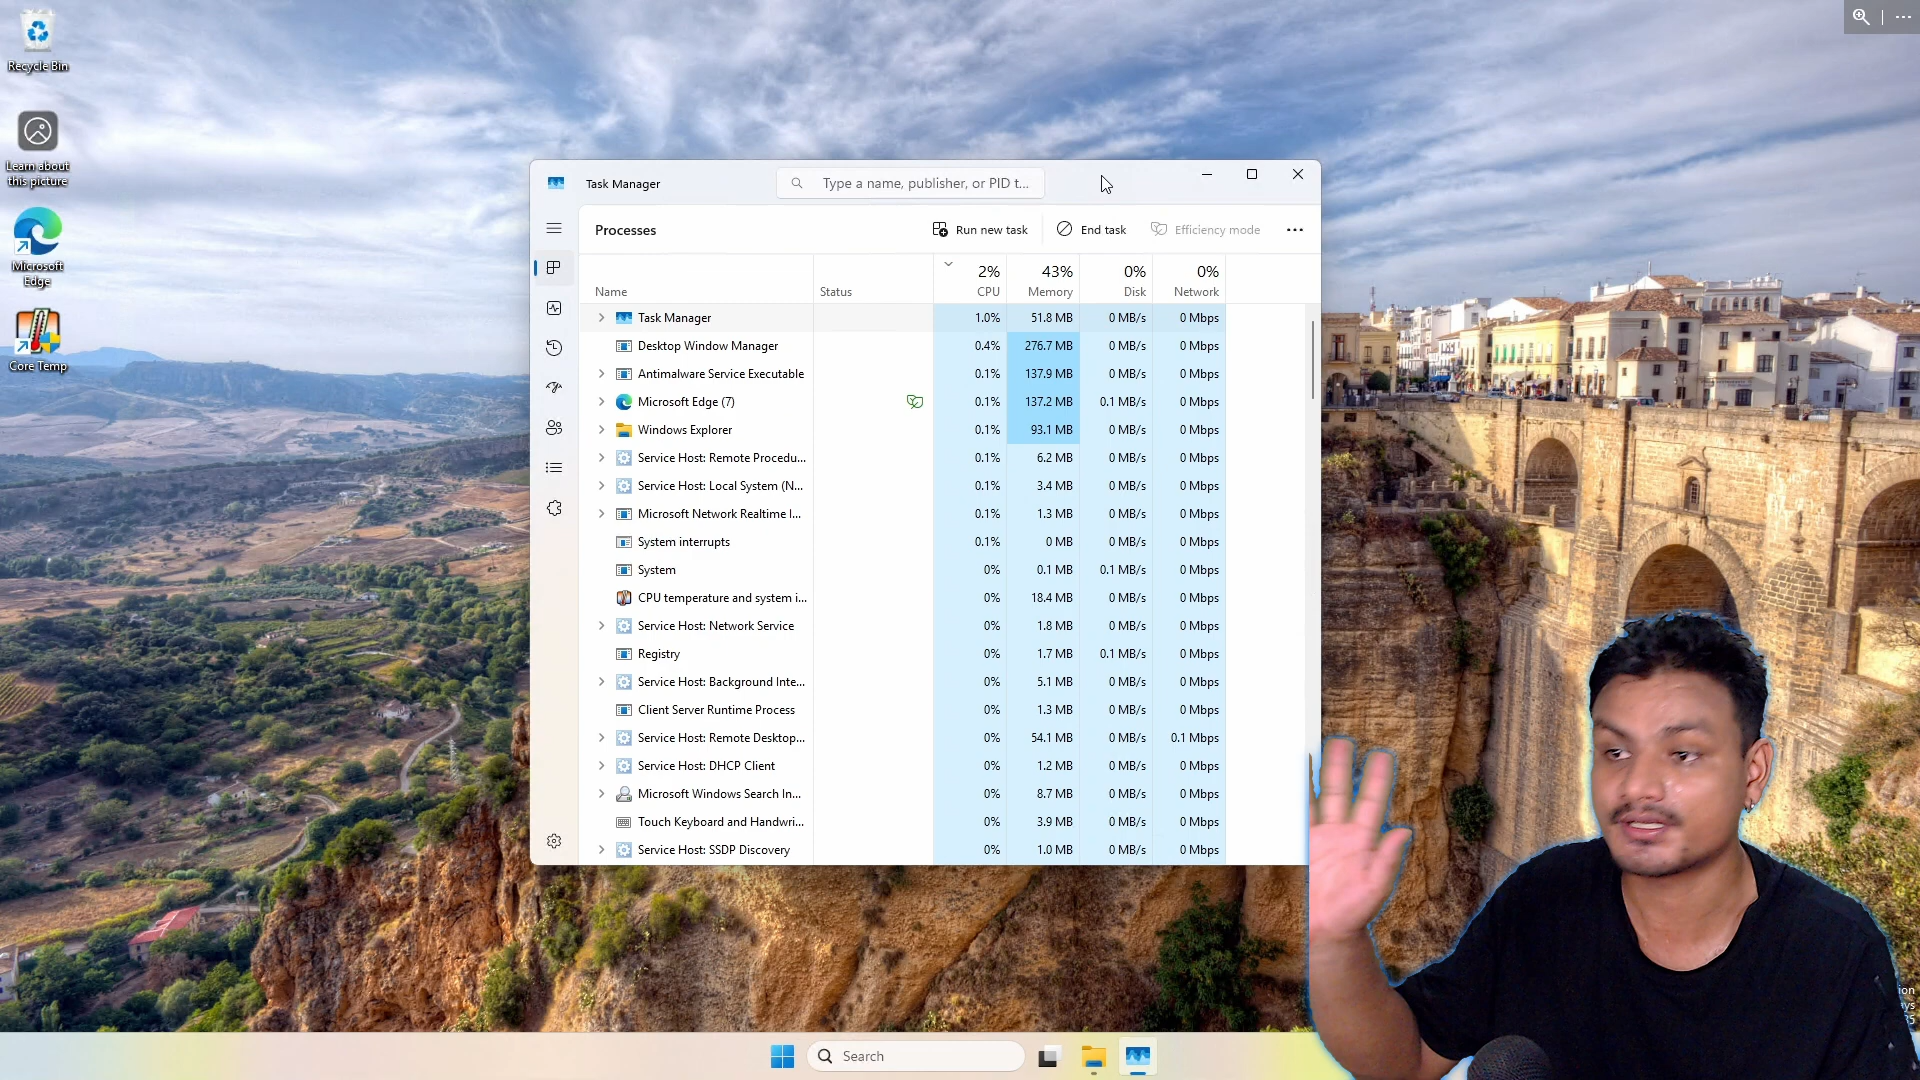 Recycle Bin
Learn about
this picture
Microsoft
Edge
Core Temp
Task Manager
Type a name, publisher, or PID t...
Processes
Run new task
End task
Efficiency mode
2%
43%
0%
0%
Name
Status
CPU
Memory
Disk
Network
Task Manager 1.0% 51.8 MB 0 MB/s 0 Mbps
Desktop Window Manager 0.4% 276.7 MB 0 MB/s 0 Mbps
Antimalware Service Executable 0.1% 137.9 MB 0 MB/s 0 Mbps
Microsoft Edge (7) 0.1% 137.2 MB 0.1 MB/s 0 Mbps
Windows Explorer 0.1% 93.1 MB 0 MB/s 0 Mbps
Service Host: Remote Procedu... 0.1% 6.2 MB 0 MB/s 0 Mbps
Service Host: Local System (N... 0.1% 3.4 MB 0 MB/s 0 Mbps
Microsoft Network Realtime I... 0.1% 1.3 MB 0 MB/s 0 Mbps
System interrupts 0.1% 0 MB 0 MB/s 0 Mbps
System 0% 0.1 MB 0.1 MB/s 0 Mbps
CPU temperature and system i... 0% 18.4 MB 0 MB/s 0 Mbps
Service Host: Network Service 0% 1.8 MB 0 MB/s 0 Mbps
Registry 0% 1.7 MB 0.1 MB/s 0 Mbps
Service Host: Background Inte... 0% 5.1 MB 0 MB/s 0 Mbps
Client Server Runtime Process 0% 1.3 MB 0 MB/s 0 Mbps
Service Host: Remote Desktop... 0% 54.1 MB 0 MB/s 0.1 Mbps
Service Host: DHCP Client 0% 1.2 MB 0 MB/s 0 Mbps
Microsoft Windows Search In... 0% 8.7 MB 0 MB/s 0 Mbps
Touch Keyboard and Handwri... 0% 3.9 MB 0 MB/s 0 Mbps
Service Host: SSDP Discovery 0% 1.0 MB 0 MB/s 0 Mbps
Search